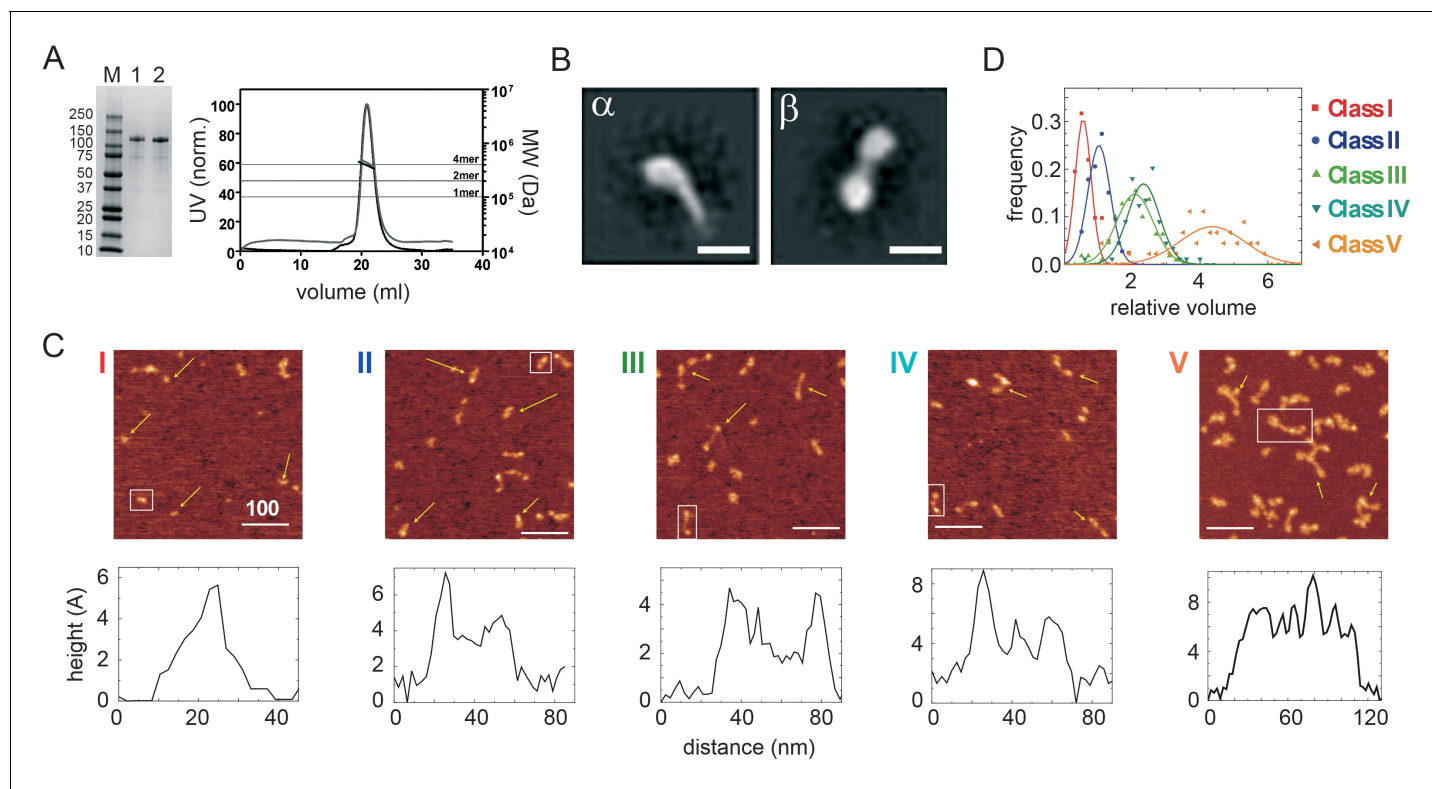 A
M 1 2
250
150
100
75
50
37
25
20
15
10
UV (norm.)
100
80
60
40
20
0
4mer
2mer
1mer
10⁷
10⁶
10⁵
10⁴
MW (Da)
0 10 20 30 40
volume (ml)
B
α
β
D
frequency
0.3
0.2
0.1
0.0
2 4 6
relative volume
Class I
Class II
Class III
Class IV
Class V
C
I
100
II
III
IV
V
height (A)
6
4
2
0
0 20 40
6
4
2
0
0 40 80
4
2
0
0 40 80
8
4
0
0 40 80
8
4
0
0 60 120
distance (nm)